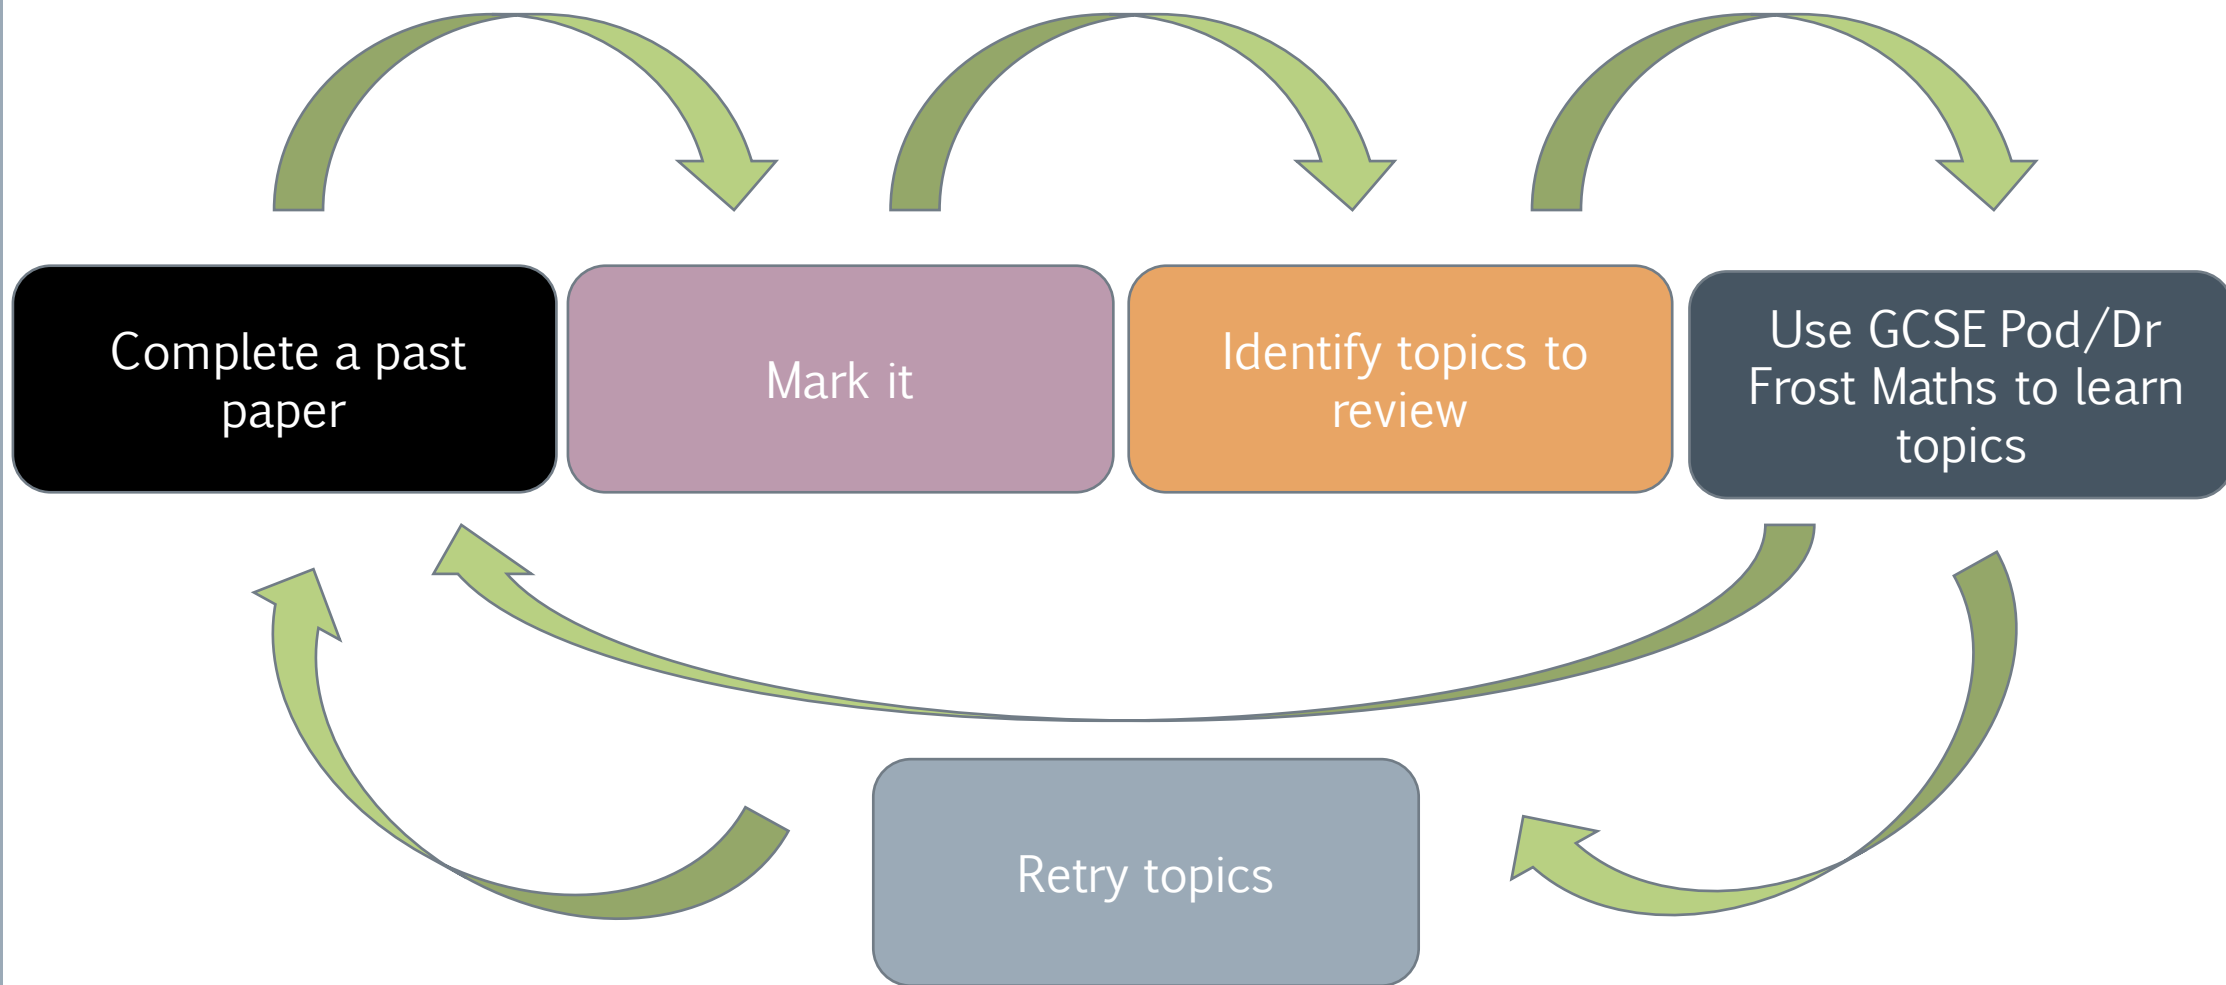 Complete a past
paper
Mark it
Identify topics to
review
Use GCSE Pod/Dr
Frost Maths to learn
topics
Retry topics